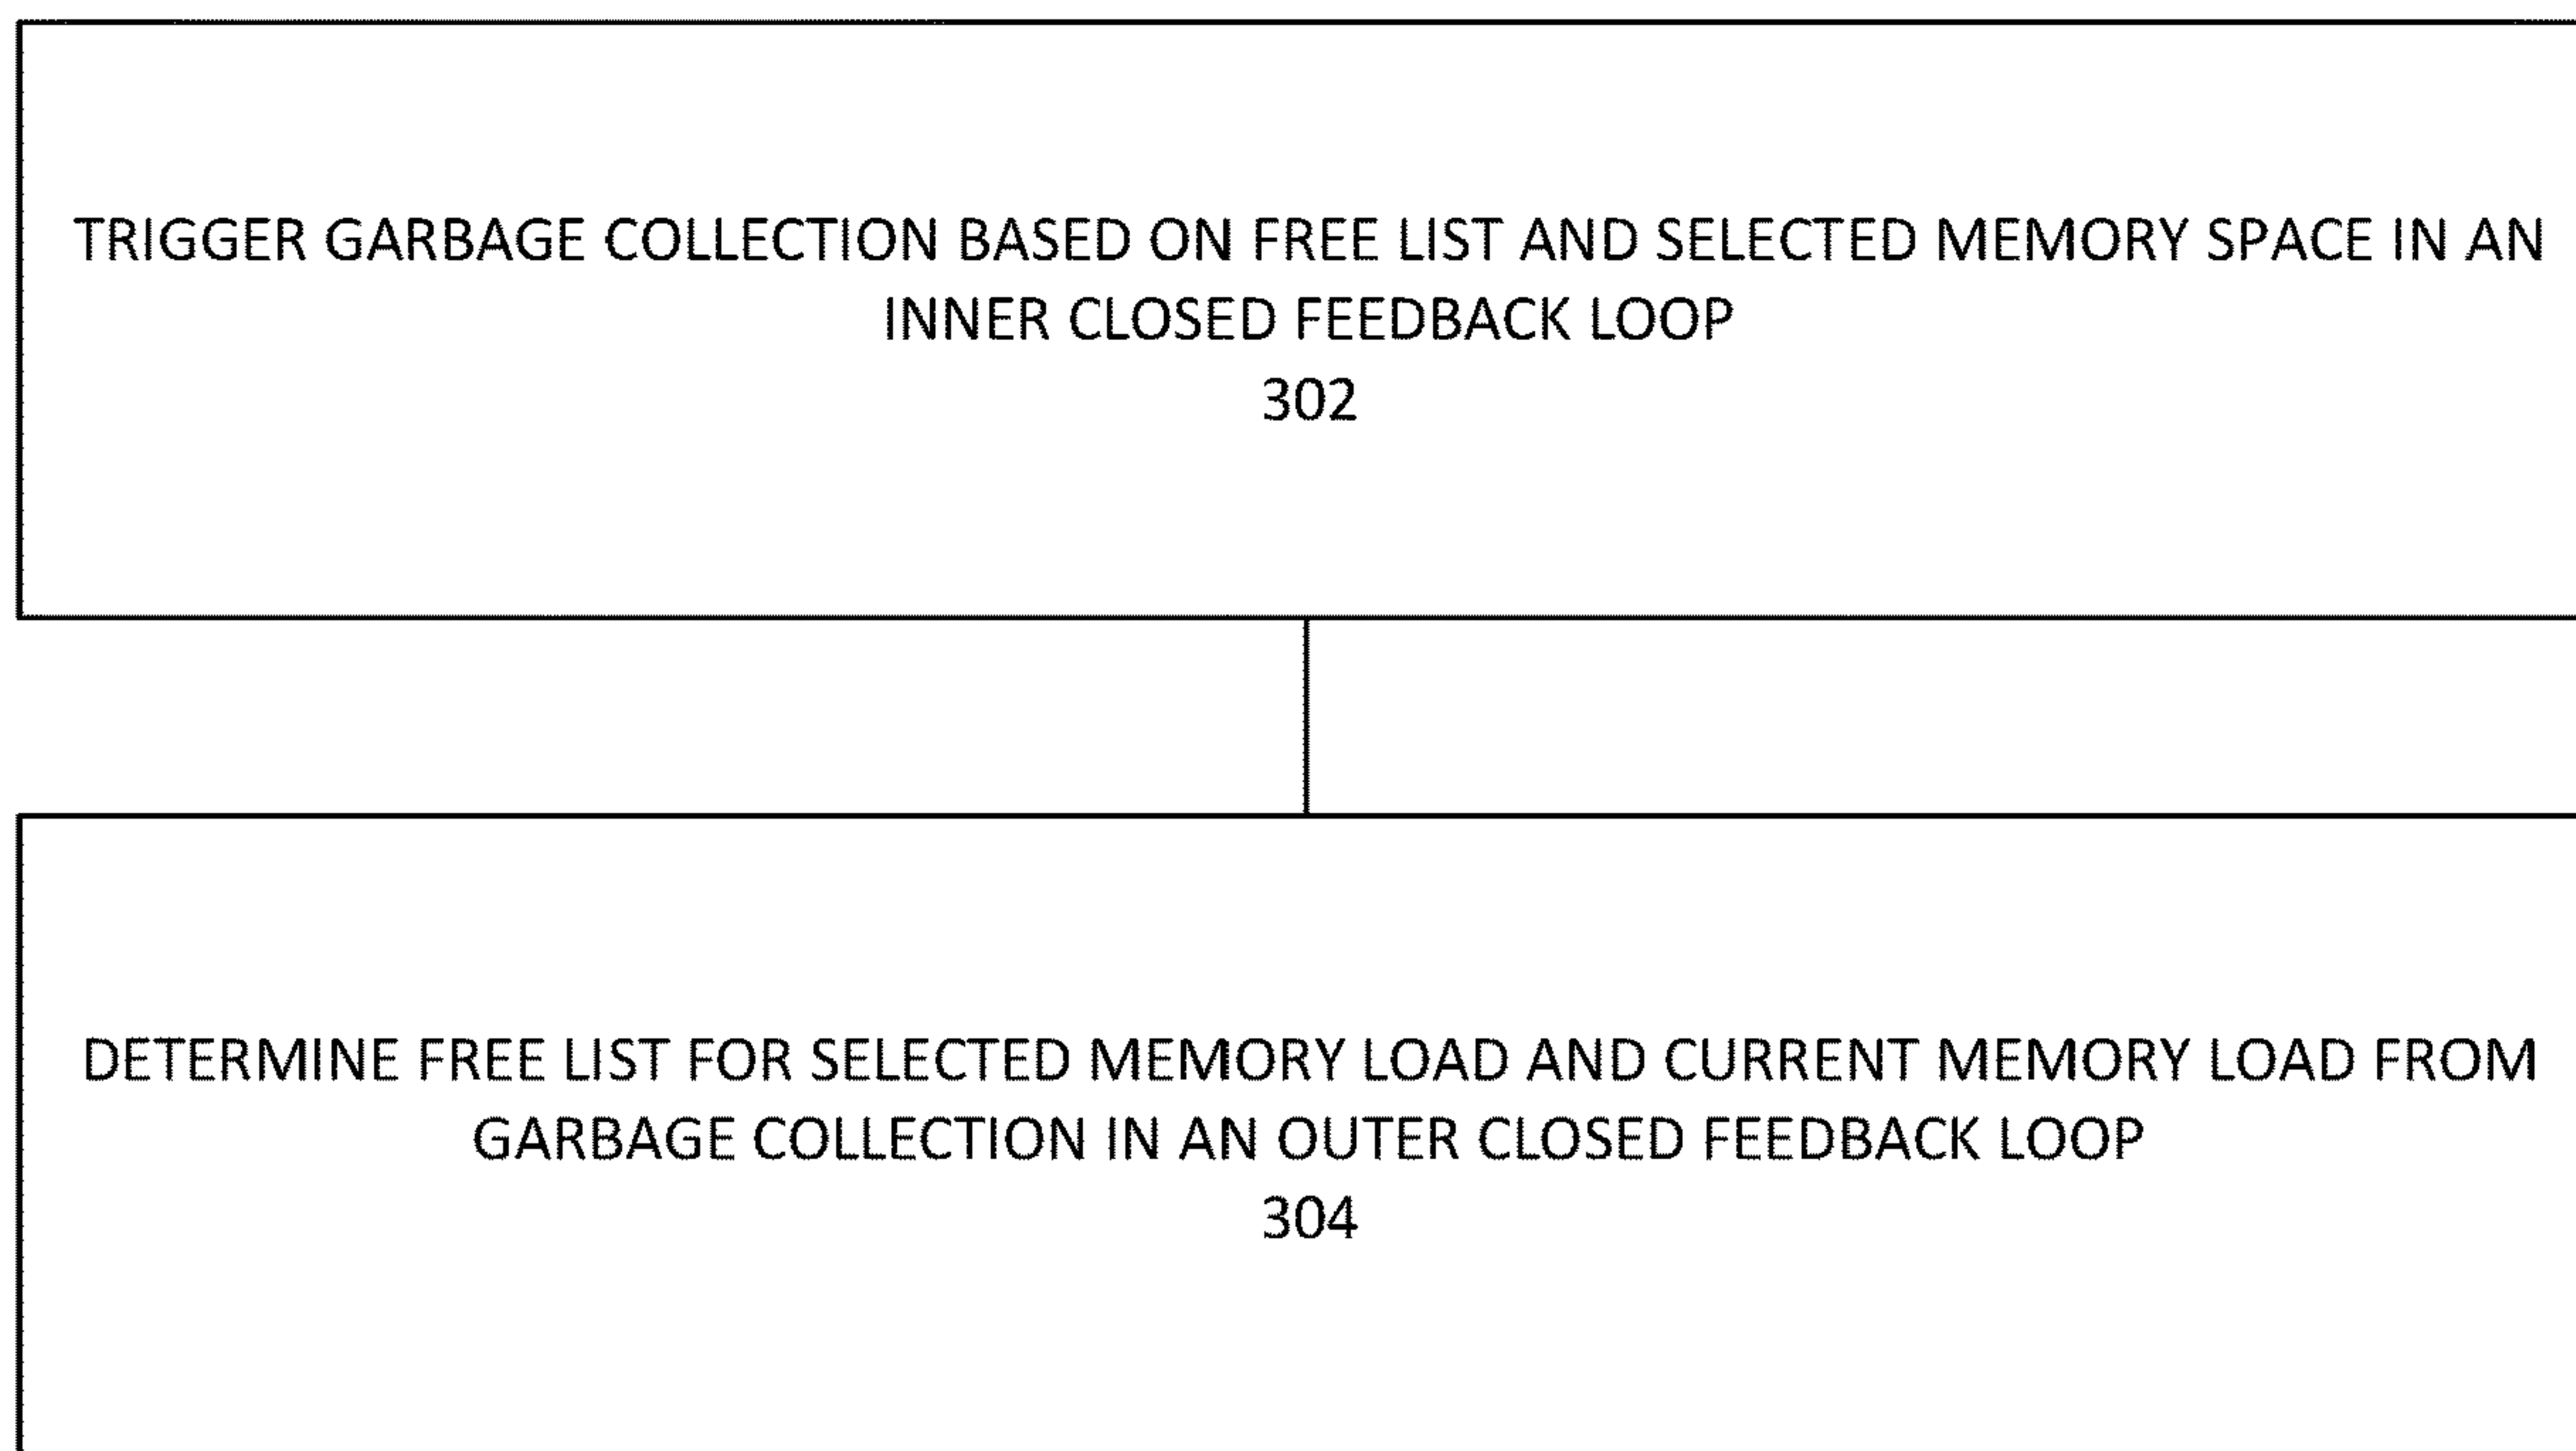 TRIGGER GARBAGE COLLECTION BASED ON FREE LIST AND SELECTED MEMORY SPACE IN AN
INNER CLOSED FEEDBACK LOOP
302
DETERMINE FREE LIST FOR SELECTED MEMORY LOAD AND CURRENT MEMORY LOAD FROM
GARBAGE COLLECTION IN AN OUTER CLOSED FEEDBACK LOOP
304